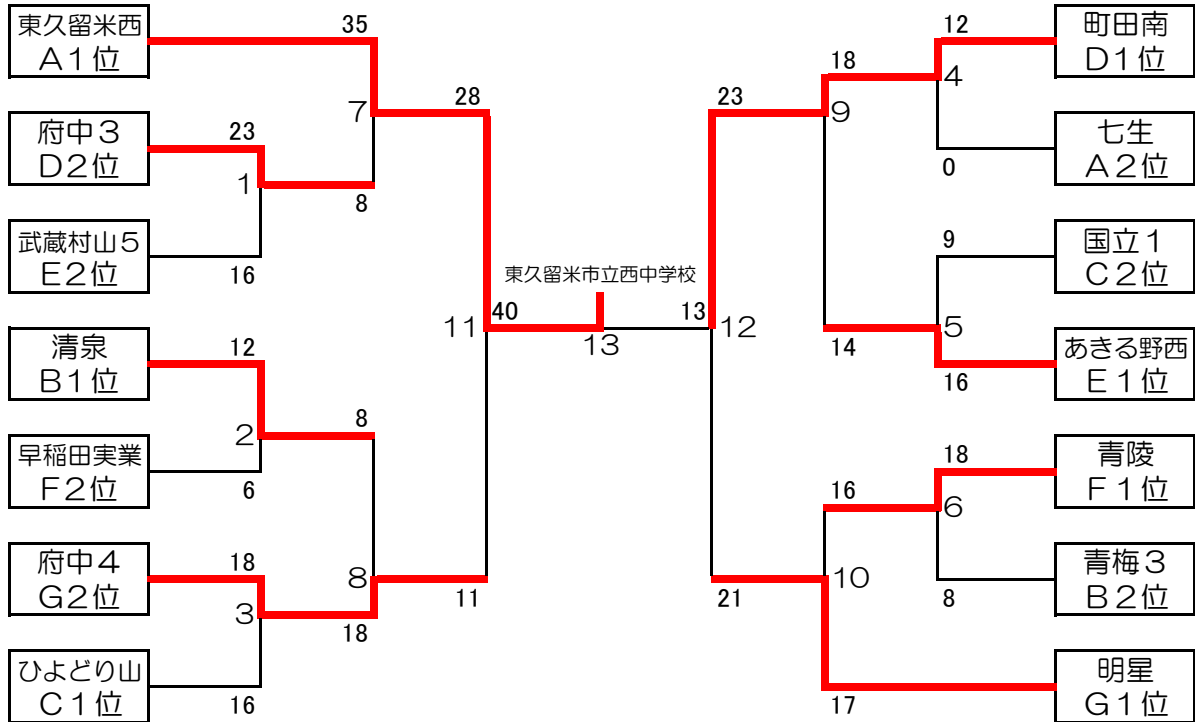 東久留米西
A1位
府中3
D2位
武蔵村山5
E2位
清泉
B1位
早稲田実業
F2位
府中4
G2位
ひよどり山
C1位
35
23
1
16
12
2
6
18
3
16
7
8
8
8
18
28
11
11
40
東久留米市立西中学校
13
13
12
23
21
18
9
14
16
10
17
12
4
0
9
5
16
18
6
8
町田南
D1位
七生
A2位
国立1
C2位
あきる野西
E1位
青陵
F1位
青梅3
B2位
明星
G1位